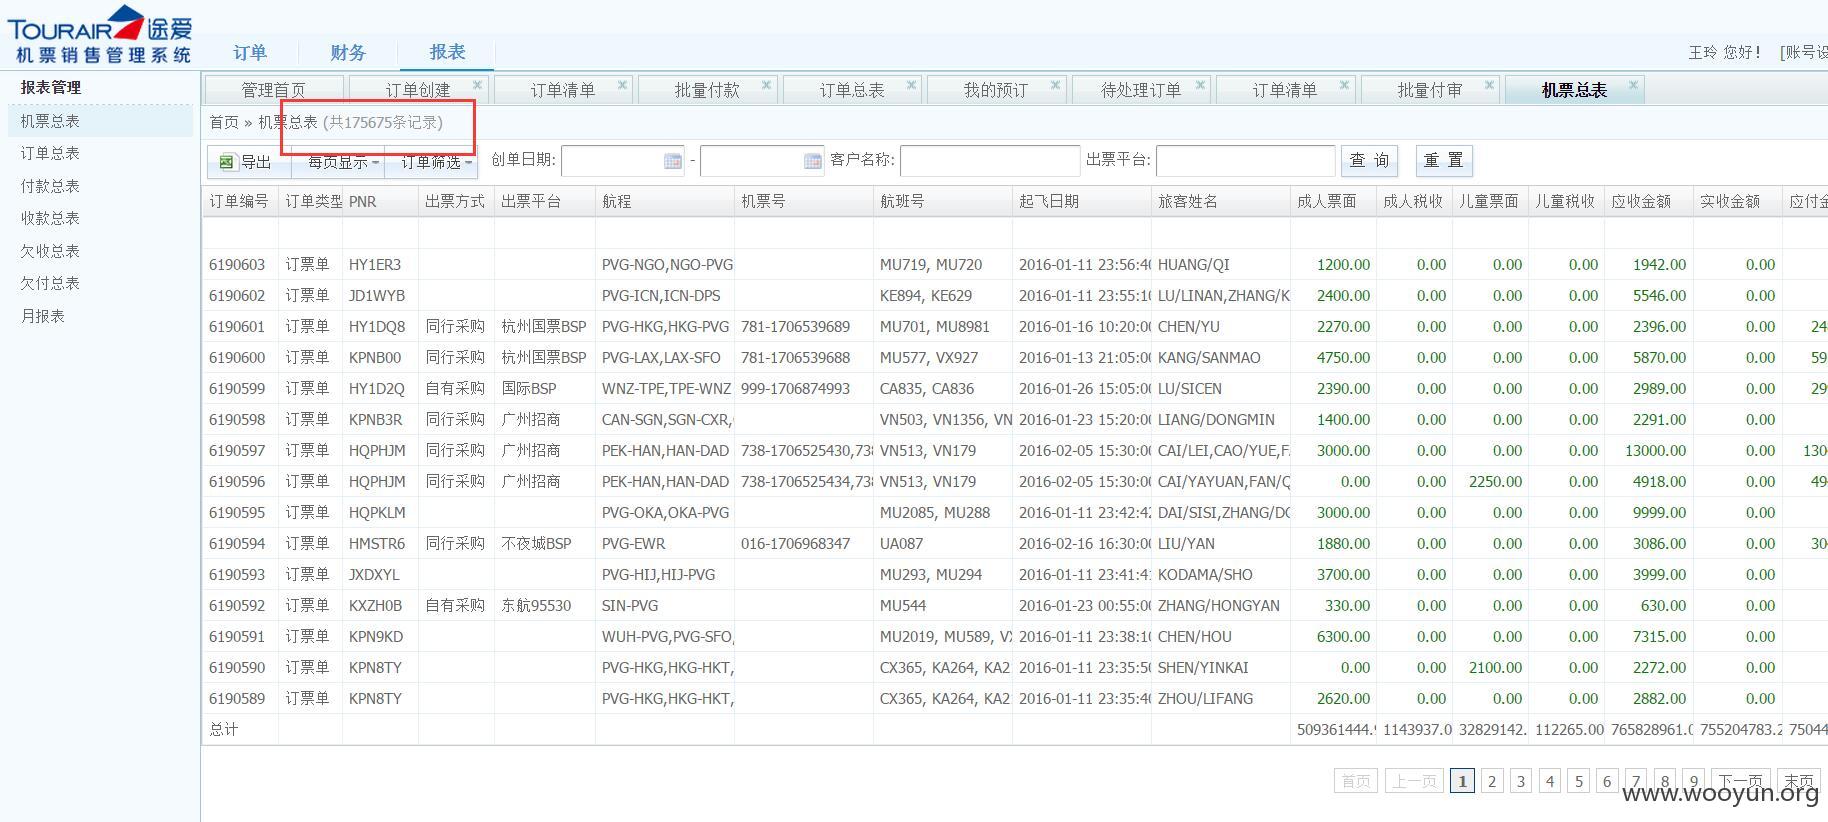 TOURAIR 途爱
机票销售管理系统
订单 财务 报表
王玲 您好! [账号设
报表管理
机票总表
订单总表
付款总表
收款总表
欠收总表
欠付总表
月报表
管理首页 订单创建 订单清单 批量付款 订单总表 我的预订 待处理订单 订单清单 批量付审 机票总表
首页 » 机票总表 (共175675条记录)
导出 每页显示 订单筛选 创单日期: - 客户名称: 出票平台: 查 询 重 置
订单编号 订单类型 PNR 出票方式 出票平台 航程 机票号 航班号 起飞日期 旅客姓名 成人票面 成人税收 儿童票面 儿童税收 应收金额 实收金额 应付金
6190603 订票单 HY1ER3 PVG-NGO,NGO-PVG MU719, MU720 2016-01-11 23:56:40 HUANG/QI 1200.00 0.00 0.00 0.00 1942.00 0.00
6190602 订票单 JD1WYB PVG-ICN,ICN-DPS KE894, KE629 2016-01-11 23:55:10 LU/LINAN,ZHANG/K 2400.00 0.00 0.00 0.00 5546.00 0.00
6190601 订票单 HY1DQ8 同行采购 杭州国票BSP PVG-HKG,HKG-PVG 781-1706539689 MU701, MU8981 2016-01-16 10:20:00 CHEN/YU 2270.00 0.00 0.00 0.00 2396.00 0.00 24
6190600 订票单 KPNB00 同行采购 杭州国票BSP PVG-LAX,LAX-SFO 781-1706539688 MU577, VX927 2016-01-13 21:05:00 KANG/SANMAO 4750.00 0.00 0.00 0.00 5870.00 0.00 59
6190599 订票单 HY1D2Q 自有采购 国际BSP WNZ-TPE,TPE-WNZ 999-1706874993 CA835, CA836 2016-01-26 15:05:00 LU/SICEN 2390.00 0.00 0.00 0.00 2989.00 0.00 29
6190598 订票单 KPNB3R 同行采购 广州招商 CAN-SGN,SGN-CXR, VN503, VN1356, VN 2016-01-23 15:20:00 LIANG/DONGMIN 1400.00 0.00 0.00 0.00 2291.00 0.00
6190597 订票单 HQPHJM 同行采购 广州招商 PEK-HAN,HAN-DAD 738-1706525430,738 VN513, VN179 2016-02-05 15:30:00 CAI/LEI,CAO/YUE,F 3000.00 0.00 0.00 0.00 13000.00 0.00 130
6190596 订票单 HQPHJM 同行采购 广州招商 PEK-HAN,HAN-DAD 738-1706525434,738 VN513, VN179 2016-02-05 15:30:00 CAI/YAYUAN,FAN/Q 0.00 0.00 2250.00 0.00 4918.00 0.00 49
6190595 订票单 HQPKLM PVG-OKA,OKA-PVG MU2085, MU288 2016-01-11 23:42:42 DAI/SISI,ZHANG/DO 3000.00 0.00 0.00 0.00 9999.00 0.00
6190594 订票单 HMSTR6 同行采购 不夜城BSP PVG-EWR 016-1706968347 UA087 2016-02-16 16:30:00 LIU/YAN 1880.00 0.00 0.00 0.00 3086.00 0.00 30
6190593 订票单 JXDXYL PVG-HIJ,HIJ-PVG MU293, MU294 2016-01-11 23:41:41 KODAMA/SHO 3700.00 0.00 0.00 0.00 3999.00 0.00
6190592 订票单 KXZH0B 自有采购 东航95530 SIN-PVG MU544 2016-01-23 00:55:00 ZHANG/HONGYAN 330.00 0.00 0.00 0.00 630.00 0.00
6190591 订票单 KPN9KD WUH-PVG,PVG-SFO, MU2019, MU589, VX 2016-01-11 23:38:10 CHEN/HOU 6300.00 0.00 0.00 0.00 7315.00 0.00
6190590 订票单 KPN8TY PVG-HKG,HKG-HKT, CX365, KA264, KA2 2016-01-11 23:35:50 SHEN/YINKAI 0.00 0.00 2100.00 0.00 2272.00 0.00
6190589 订票单 KPN8TY PVG-HKG,HKG-HKT, CX365, KA264, KA2 2016-01-11 23:35:40 ZHOU/LIFANG 2620.00 0.00 0.00 0.00 2882.00 0.00
总计 509361444.9 1143937.0 32829142. 112265.00 765828961.0 755204783.2 75044
首页 上一页 1 2 3 4 5 6 7 8 9 下一页 末页
www.wooyun.org